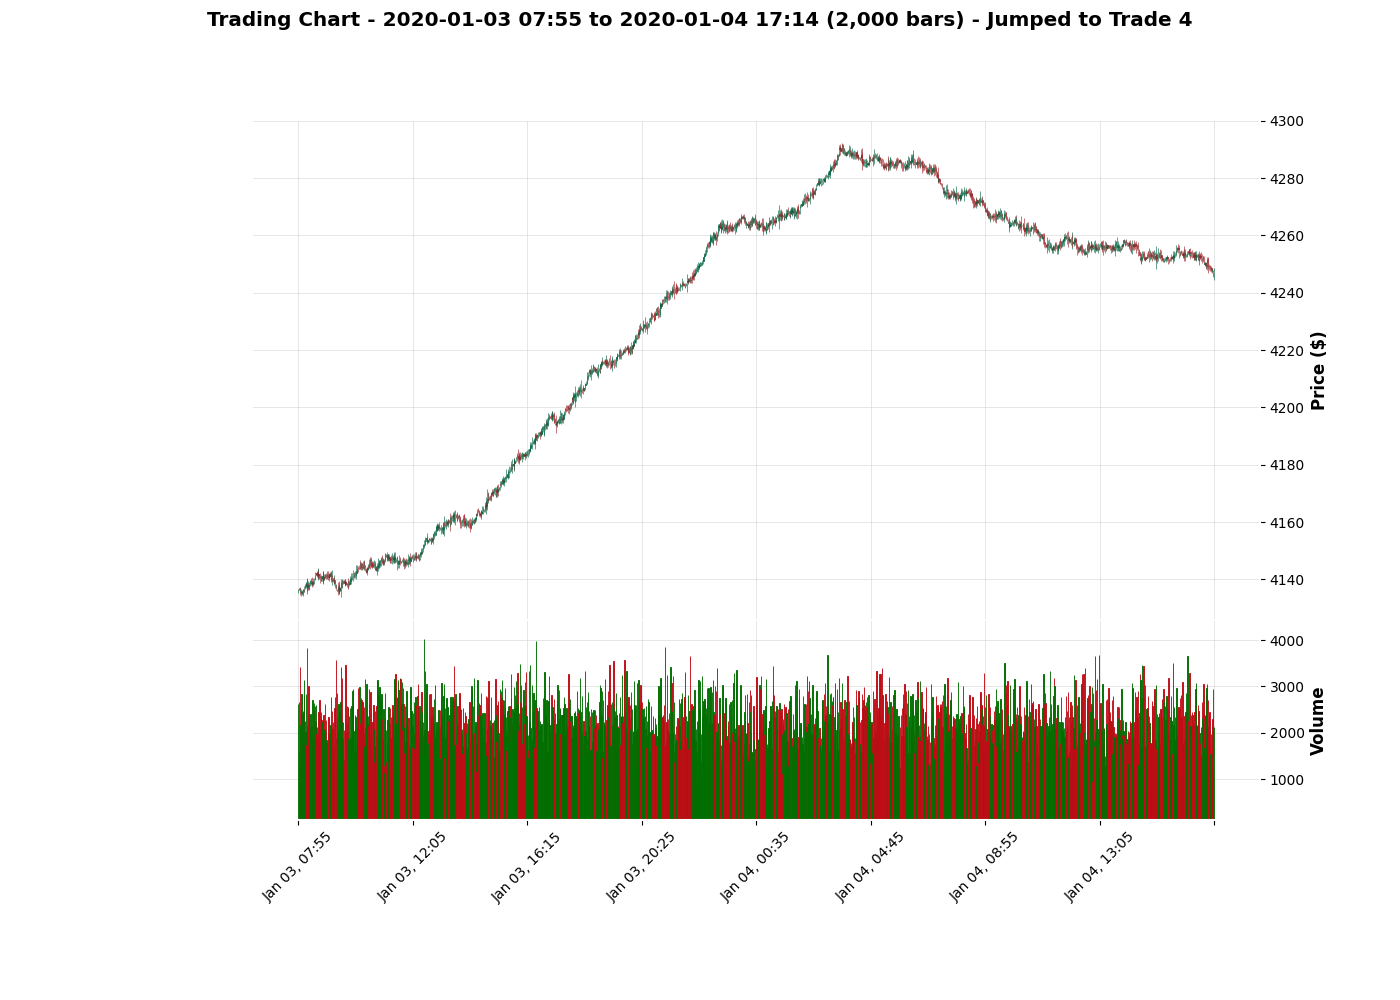 Trading Chart - 2020-01-03 07:55 to 2020-01-04 17:14 (2,000 bars) - Jumped to Trade 4
4300
4280
4260
4240
4220
4200
4180
4160
4140
Price ($)
4000
3000
2000
1000
Volume
Jan 03, 07:55
Jan 03, 12:05
Jan 03, 16:15
Jan 03, 20:25
Jan 04, 00:35
Jan 04, 04:45
Jan 04, 08:55
Jan 04, 13:05